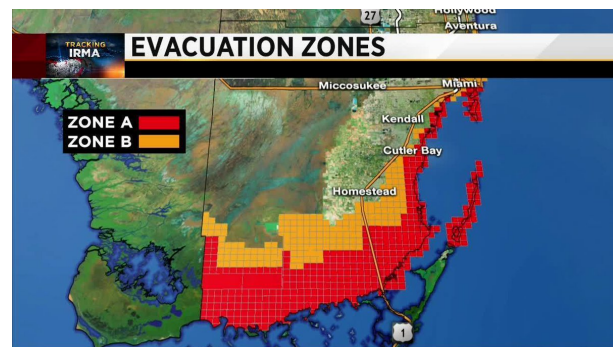 27
Hollywood
Aventura
TRACKING
IRMA
EVACUATION ZONES
Miccosukee
Miami
ZONE A
ZONE B
Kendall
Cutler Bay
Homestead
1